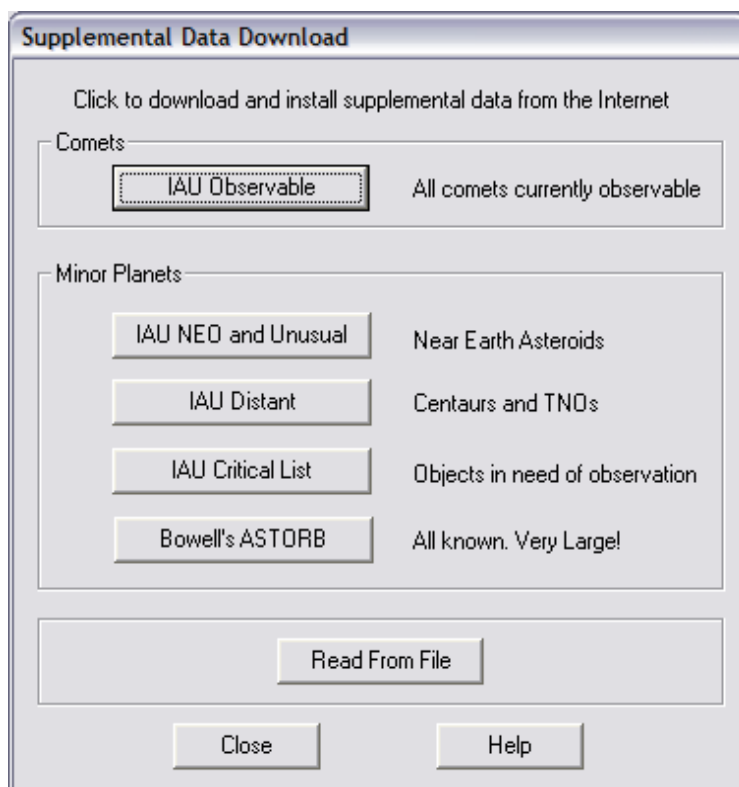 Supplemental Data Download
Click to download and install supplemental data from the Internet
Comets
IAU Observable All comets currently observable
Minor Planets
IAU NEO and Unusual Near Earth Asteroids
IAU Distant Centaurs and TNOs
IAU Critical List Objects in need of observation
Bowell's ASTORB All known. Very Large!
Read From File
Close Help